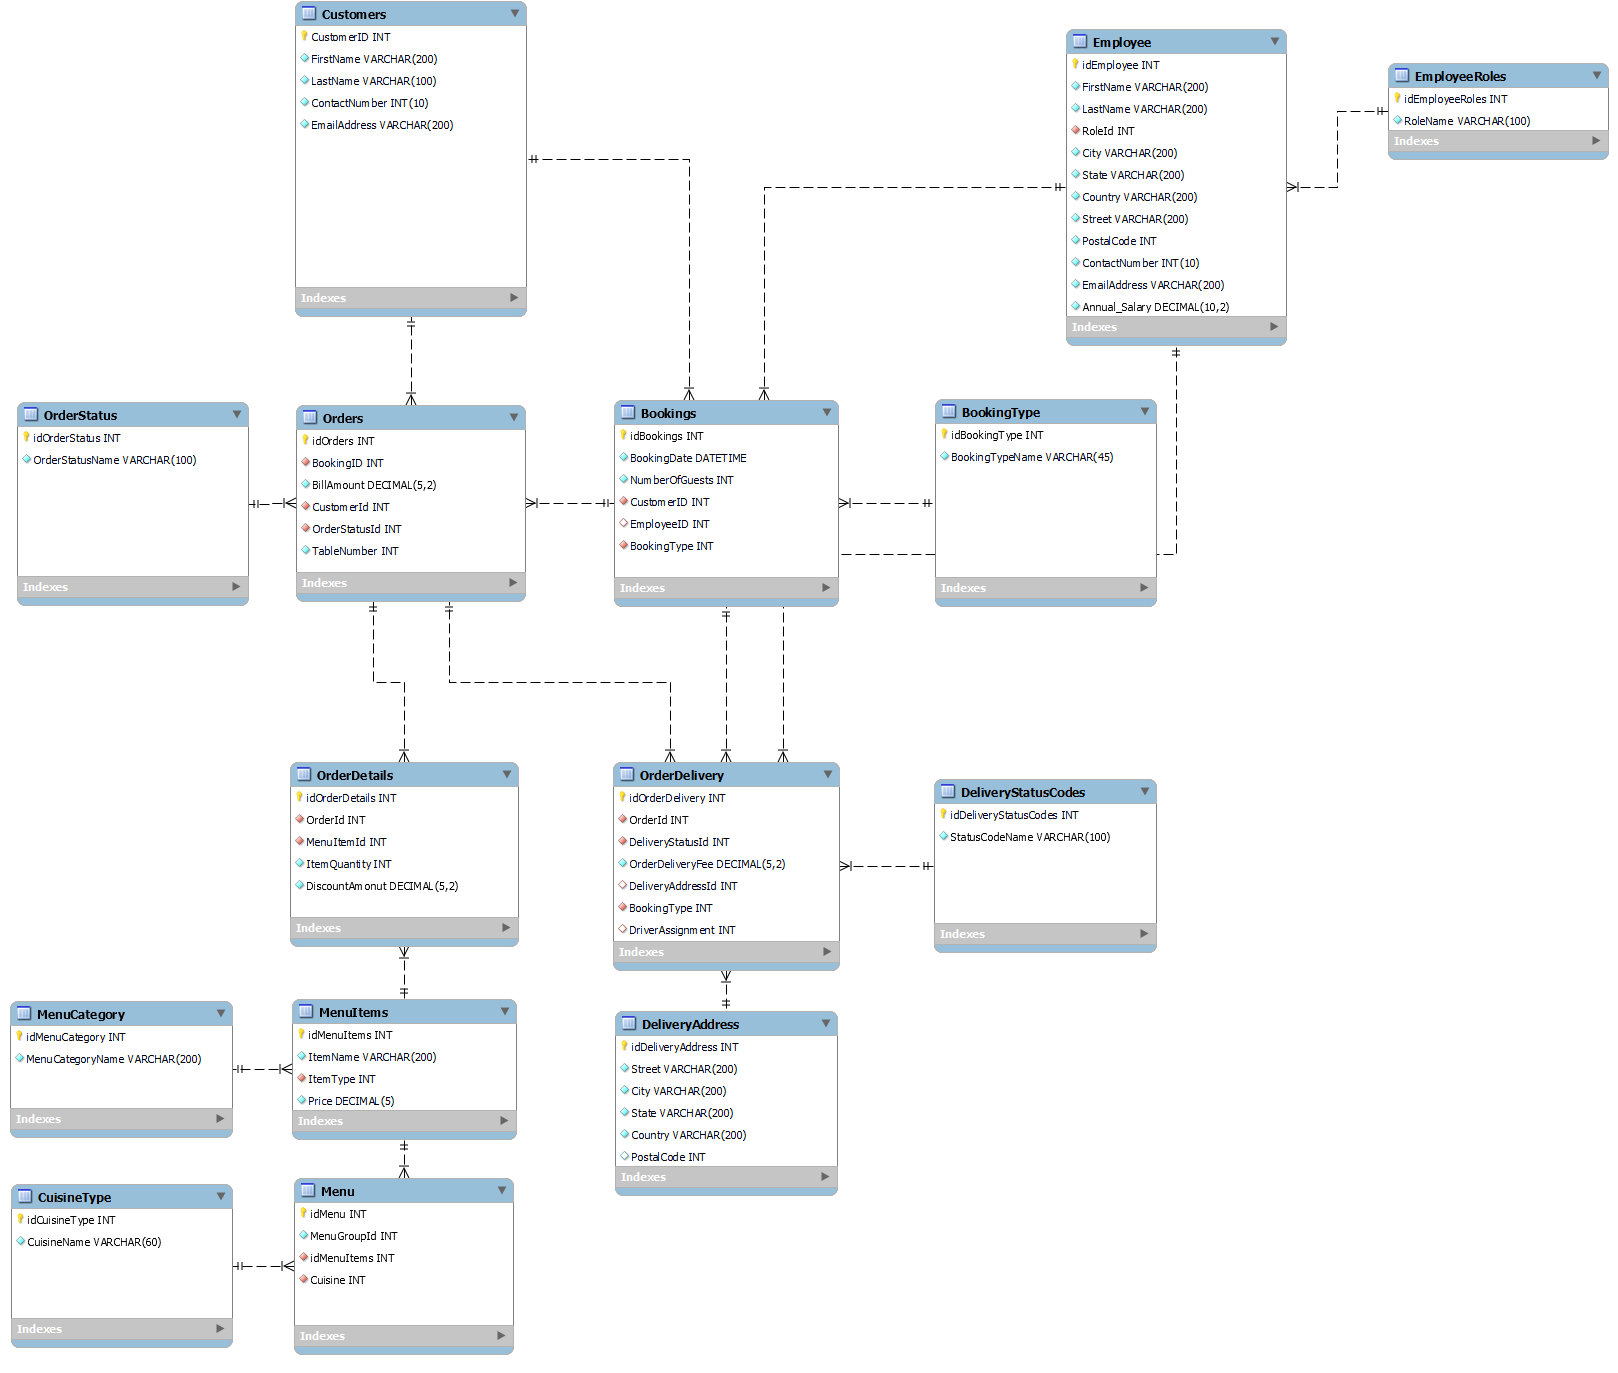 Customers
CustomerID INT
FirstName VARCHAR(200)
LastName VARCHAR(100)
ContactNumber INT(10)
EmailAddress VARCHAR(200)
Indexes
Employee
idEmployee INT
FirstName VARCHAR(200)
LastName VARCHAR(200)
RoleId INT
City VARCHAR(200)
State VARCHAR(200)
Country VARCHAR(200)
Street VARCHAR(200)
PostalCode INT
ContactNumber INT(10)
EmailAddress VARCHAR(200)
Annual_Salary DECIMAL(10,2)
Indexes
EmployeeRoles
idEmployeeRoles INT
RoleName VARCHAR(100)
Indexes
OrderStatus
idOrderStatus INT
OrderStatusName VARCHAR(100)
Indexes
Orders
idOrders INT
BookingID INT
BillAmount DECIMAL(5,2)
CustomerId INT
OrderStatusId INT
TableNumber INT
Indexes
Bookings
idBookings INT
BookingDate DATETIME
NumberOfGuests INT
CustomerID INT
EmployeeID INT
BookingType INT
Indexes
BookingType
idBookingType INT
BookingTypeName VARCHAR(45)
Indexes
OrderDetails
idOrderDetails INT
OrderId INT
MenuItemId INT
ItemQuantity INT
DiscountAmonut DECIMAL(5,2)
Indexes
OrderDelivery
idOrderDelivery INT
OrderId INT
DeliveryStatusId INT
OrderDeliveryFee DECIMAL(5,2)
DeliveryAddressId INT
BookingType INT
DriverAssignment INT
Indexes
DeliveryStatusCodes
idDeliveryStatusCodes INT
StatusCodeName VARCHAR(100)
Indexes
MenuCategory
idMenuCategory INT
MenuCategoryName VARCHAR(200)
Indexes
MenuItems
idMenuItems INT
ItemName VARCHAR(200)
ItemType INT
Price DECIMAL(5)
Indexes
DeliveryAddress
idDeliveryAddress INT
Street VARCHAR(200)
City VARCHAR(200)
State VARCHAR(200)
Country VARCHAR(200)
PostalCode INT
Indexes
CuisineType
idCuisineType INT
CuisineName VARCHAR(60)
Indexes
Menu
idMenu INT
MenuGroupId INT
idMenuItems INT
Cuisine INT
Indexes